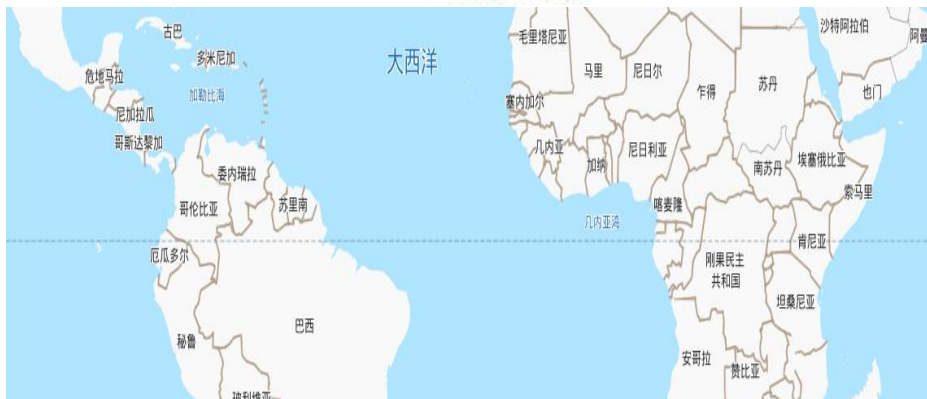 古巴
多米尼加
大西洋
危地马拉
加勒比海
尼加拉瓜
哥斯达黎加
委内瑞拉
哥伦比亚
苏里南
厄瓜多尔
巴西
秘鲁
玻利维亚
毛里塔尼亚
马里
尼日尔
乍得
苏丹
沙特阿拉伯
阿曼
也门
塞内加尔
几内亚
加纳
尼日利亚
南苏丹
埃塞俄比亚
索马里
喀麦隆
几内亚湾
肯尼亚
刚果民主
共和国
坦桑尼亚
安哥拉
赞比亚